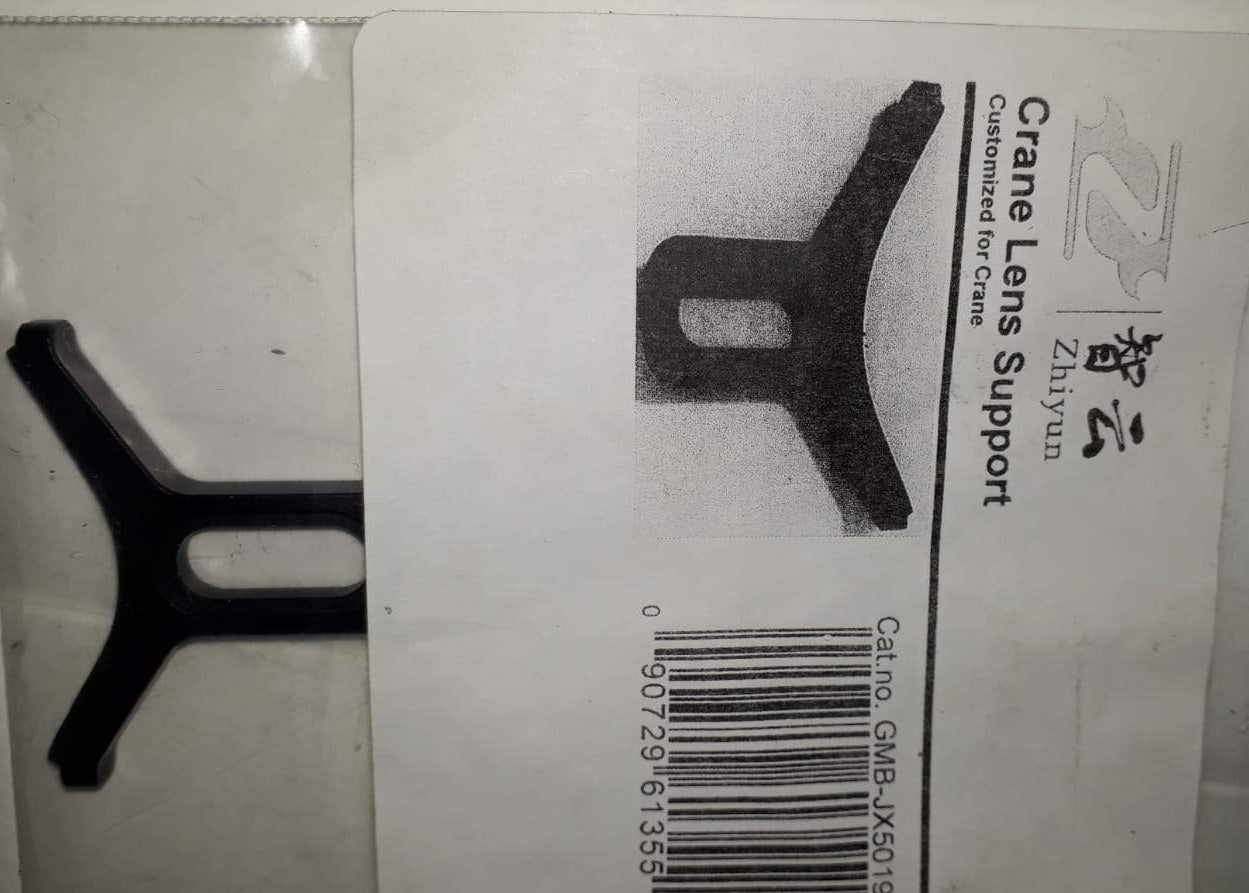 智云
Zhiyun
Crane Lens Support
Customized for Crane
Cat.no. GMB-JX5019
0 90729 61355